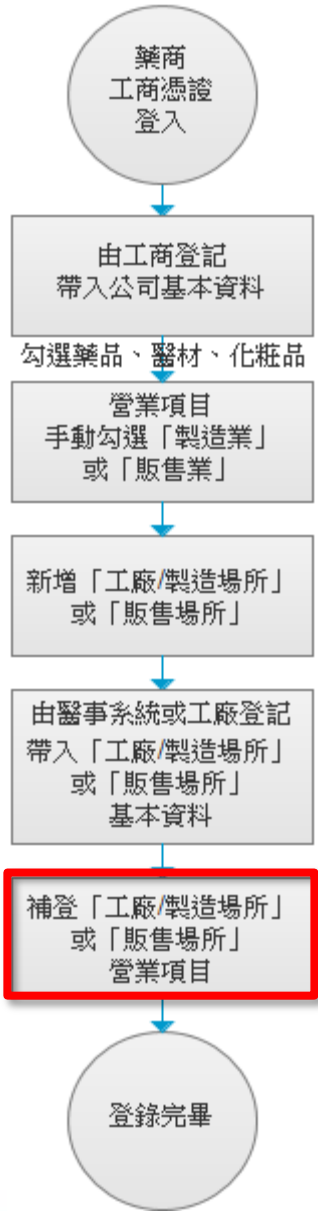 藥商
工商憑證
登入
由工商登記
帶入公司基本資料
勾選藥品、醫材、化粧品
營業項目
手動勾選「製造業」
或「販售業」
新增「工廠/製造場所」
或「販售場所」
由醫事系統或工廠登記
帶入「工廠/製造場所」
或「販售場所」
基本資料
補登「工廠/製造場所」
或「販售場所」
營業項目
登錄完畢